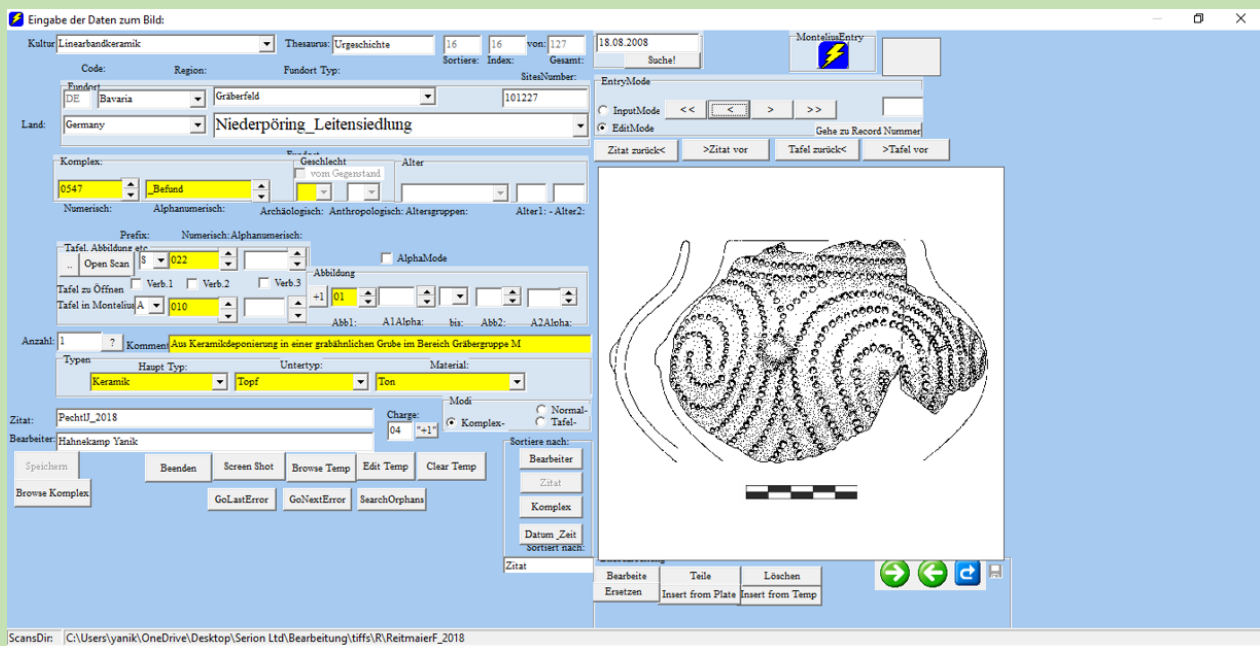 Eingabe der Daten zum Bild:
Kultur Linearbandkeramik Thesaurus: Urgeschichte 16 16 von: 127 18.08.2008 MonteliusEntry
Sortiere: Index: Gesamt: Suche!
Code: Region: Fundort Typ: SitesNumber:
Fundort EntryMode
DE Bavaria Gräberfeld 101227
InputMode << < > >>
Land: Germany Niederpöring_Leitensiedlung
EditMode Gehe zu Record Nummer
Zitat zurück< >Zitat vor Tafel zurück< >Tafel vor
Komplex: Geschlecht Alter
vom Gegenstand
0547 _Befund
Numerisch: Alphanumerisch: Archäologisch: Anthropologisch: Altersgruppen: Alter1: - Alter2:
Prefix: Numerisch: Alphanumerisch:
Tafel. Abbildung etc
.. Open Scan S 022 AlphaMode
Abbildung
Tafel zu Öffnen Verb.1 Verb.2 Verb.3
Tafel in Montelius A 010 +1 01
Abb1: A1Alpha: bis: Abb2: A2Alpha:
Anzahl: 1 ? Komment Aus Keramikdeponierung in einer grabähnlichen Grube im Bereich Gräbergruppe M
Typen
Haupt Typ: Untertyp: Material:
Keramik Topf Ton
Modi
Zitat: PechtlJ_2018 Charge: Komplex- Normal-
04 "+1" Tafel-
Bearbeiter: Hahnekamp Yanik
Sortiere nach:
Speichern Beenden Screen Shot Browse Temp Edit Temp Clear Temp Bearbeiter
Zitat
Browse Komplex GoLastError GoNextError SearchOrphans Komplex
Datum_Zeit
Sortiert nach:
Zitat
Bearbeite Teile Löschen
Ersetzen Insert from Plate Insert from Temp
ScansDir: C:\Users\yanik\OneDrive\Desktop\Serion Ltd\Bearbeitung\tiffs\R\ReitmaierF_2018